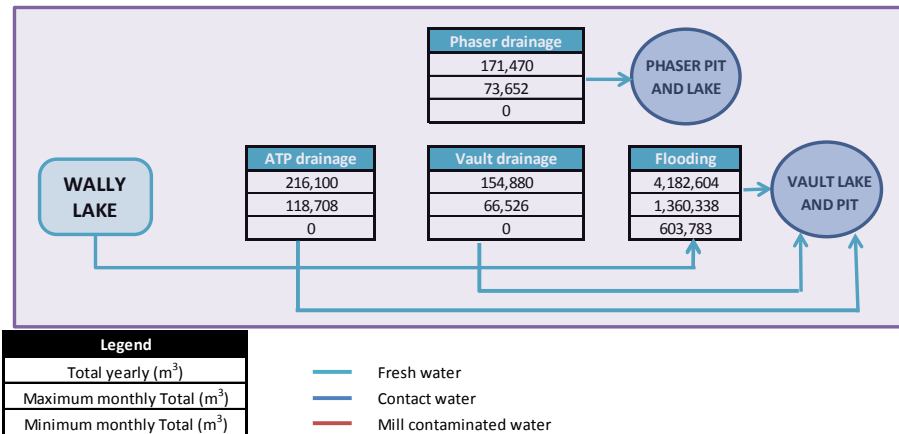 Phaser drainage
171,470
73,652
0
PHASER PIT
AND LAKE
WALLY
LAKE
ATP drainage
216,100
118,708
0
Vault drainage
154,880
66,526
0
Flooding
4,182,604
1,360,338
603,783
VAULT LAKE
AND PIT
Legend
Total yearly (m³)
Maximum monthly Total (m³)
Minimum monthly Total (m³)
Fresh water
Contact water
Mill contaminated water